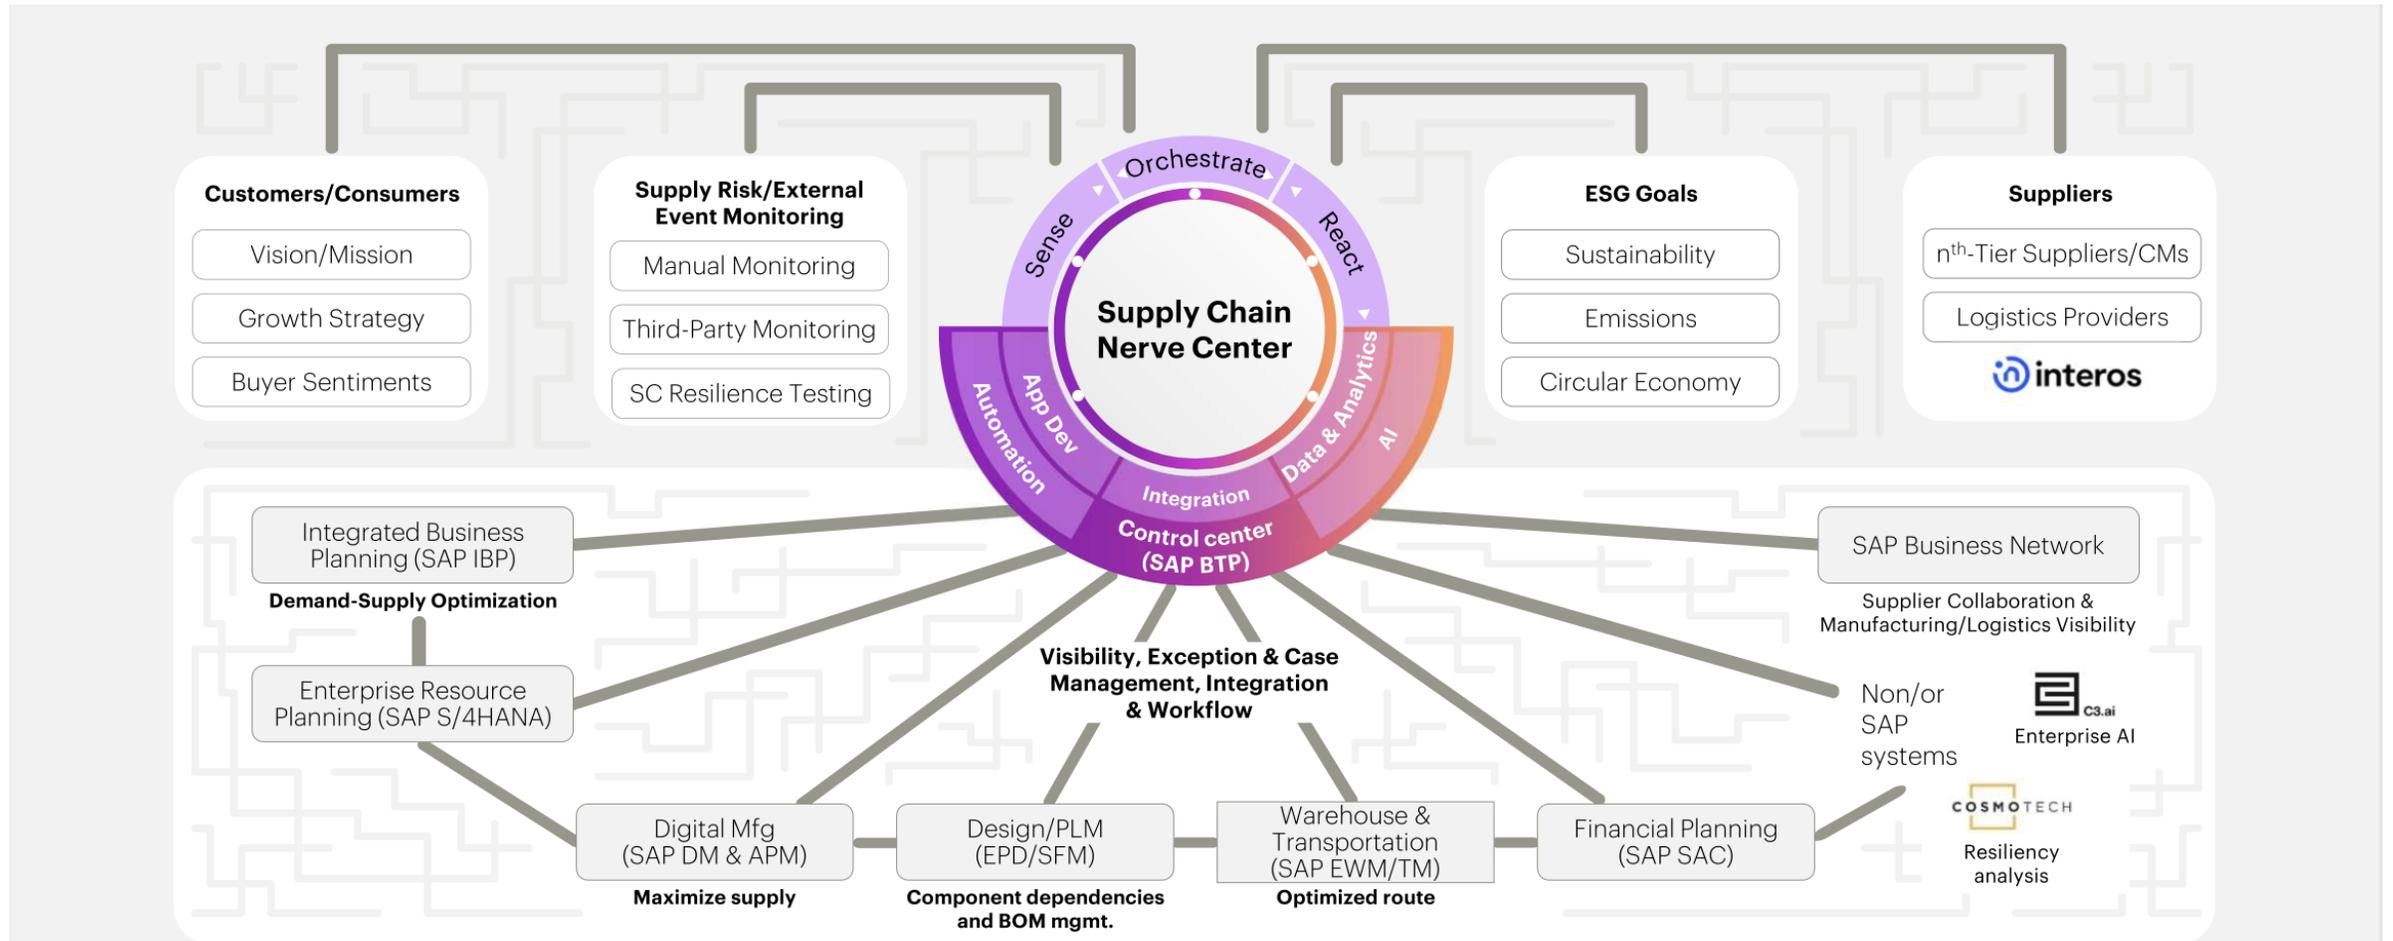 Customers/Consumers
Vision/Mission
Growth Strategy
Buyer Sentiments
Supply Risk/External
Event Monitoring
Manual Monitoring
Third-Party Monitoring
SC Resilience Testing
Orchestrate
Sense
React
Supply Chain
Nerve Center
Automation
App Dev
Integration
Data & Analytics
AI
Control center
(SAP BTP)
ESG Goals
Sustainability
Emissions
Circular Economy
Suppliers
nth-Tier Suppliers/CMs
Logistics Providers
interos
Integrated Business
Planning (SAP IBP)
Demand-Supply Optimization
Enterprise Resource
Planning (SAP S/4HANA)
Visibility, Exception & Case
Management, Integration
& Workflow
SAP Business Network
Supplier Collaboration &
Manufacturing/Logistics Visibility
Non/or
SAP
systems
C3.ai
Enterprise AI
COSMOTECH
Resiliency
analysis
Digital Mfg
(SAP DM & APM)
Maximize supply
Design/PLM
(EPD/SFM)
Component dependencies
and BOM mgmt.
Warehouse &
Transportation
(SAP EWM/TM)
Optimized route
Financial Planning
(SAP SAC)